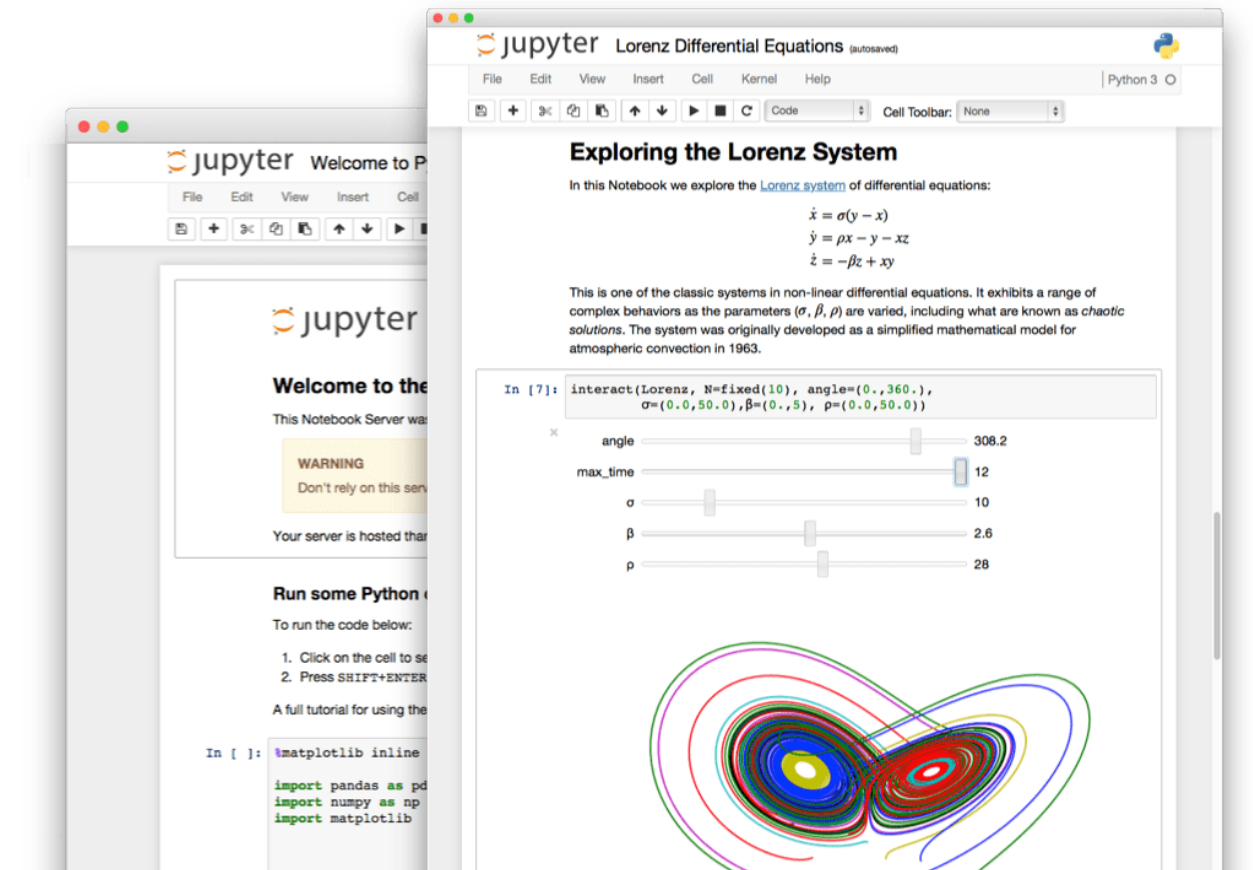 jupyter Lorenz Differential Equations (autosaved)
File Edit View Insert Cell Kernel Help Python 3
Code Cell Toolbar: None
Exploring the Lorenz System
In this Notebook we explore the Lorenz system of differential equations:
ẋ = σ(y − x)
ẏ = ρx − y − xz
ż = −βz + xy
This is one of the classic systems in non-linear differential equations. It exhibits a range of
complex behaviors as the parameters (σ, β, ρ) are varied, including what are known as chaotic
solutions. The system was originally developed as a simplified mathematical model for
atmospheric convection in 1963.
In [7]: interact(Lorenz, N=fixed(10), angle=(0.,360.),
σ=(0.0,50.0),β=(0.,5), ρ=(0.0,50.0))
angle 308.2
max_time 12
σ 10
β 2.6
ρ 28
jupyter Welcome to P
File Edit View Insert Cell
jupyter
Welcome to the
This Notebook Server was
WARNING
Don't rely on this serv
Your server is hosted than
Run some Python
To run the code below:
1. Click on the cell to se
2. Press SHIFT+ENTER
A full tutorial for using the
In [ ]: %matplotlib inline
import pandas as pd
import numpy as np
import matplotlib